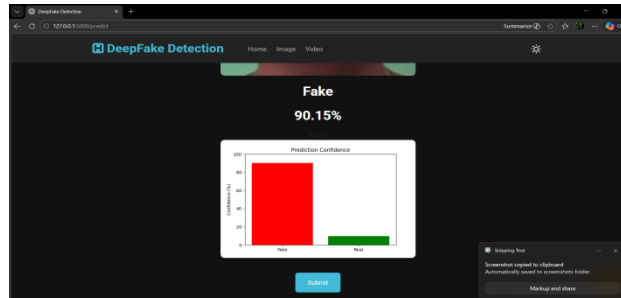 DeepFake Detection
127.0.0.1:5000/predict
Summarize
DeepFake Detection
Home Image Video
Fake
90.15%
Prediction Confidence
Confidence (%)
100
80
60
40
20
0
Fake Real
Submit
Snipping Tool
Screenshot copied to clipboard
Automatically saved to screenshots folder.
Markup and share